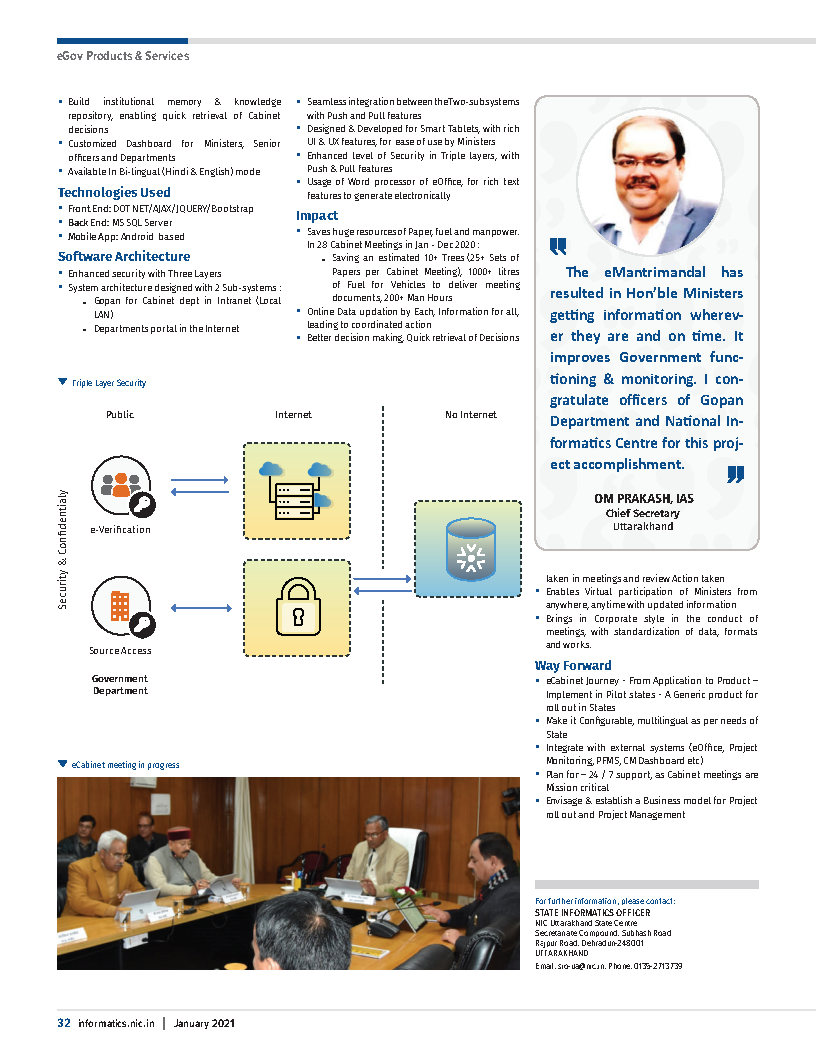 eGov Products & Services
• Build institutional memory & knowledge
repository, enabling quick retrieval of Cabinet
decisions
• Customized Dashboard for Ministers, Senior
officers and Departments
• Available In Bi-lingual (Hindi & English) mode
Technologies Used
• Front End: DOT NET/AJAX/JQUERY/Bootstrap
• Back End: MS SQL Server
• Mobile App: Android based
Software Architecture
• Enhanced security with Three Layers
• System architecture designed with 2 Sub-systems :
Gopan for Cabinet dept in Intranet (Local
LAN)
Departments portal in the Internet
• Seamless integration between theTwo-subsystems
with Push and Pull features
• Designed & Developed for Smart Tablets, with rich
UI & UX features, for ease of use by Ministers
• Enhanced level of Security in Triple layers, with
Push & Pull features
• Usage of Word processor of eOffice, for rich text
features to generate electronically
Impact
• Saves huge resources of Paper, fuel and manpower.
In 28 Cabinet Meetings in Jan - Dec 2020 :
Saving an estimated 10+ Trees (25+ Sets of
Papers per Cabinet Meeting), 1000+ litres
of Fuel for Vehicles to deliver meeting
documents, 200+ Man Hours
• Online Data updation by Each, Information for all,
leading to coordinated action
• Better decision making, Quick retrieval of Decisions
Triple Layer Security
Public
Internet
No Internet
Security & Confidentialy
e-Verification
Source Access
Government
Department
eCabinet meeting in progress
"
The eMantrimandal has
resulted in Hon'ble Ministers
getting information wherev-
er they are and on time. It
improves Government func-
tioning & monitoring. I con-
gratulate officers of Gopan
Department and National In-
formatics Centre for this proj-
ect accomplishment.
"
OM PRAKASH, IAS
Chief Secretary
Uttarakhand
taken in meetings and review Action taken
• Enables Virtual participation of Ministers from
anywhere, any time with updated information
• Brings in Corporate style in the conduct of
meetings, with standardization of data, formats
and works.
Way Forward
• eCabinet Journey - From Application to Product –
Implement in Pilot states - A Generic product for
roll out in States
• Make it Configurable, multilingual as per needs of
State
• Integrate with external systems (eOffice, Project
Monitoring, PFMS, CM Dashboard etc)
• Plan for – 24 / 7 support, as Cabinet meetings are
Mission critical
• Envisage & establish a Business model for Project
roll out and Project Management
For further information, please contact:
STATE INFORMATICS OFFICER
NIC Uttarakhand State Centre
Secretariate Compound, Subhash Road
Rajpur Road, Dehradun-248001
UTTARAKHAND
Email: sio-ua@nic.in, Phone: 0135-2713739
32 informatics.nic.in | January 2021